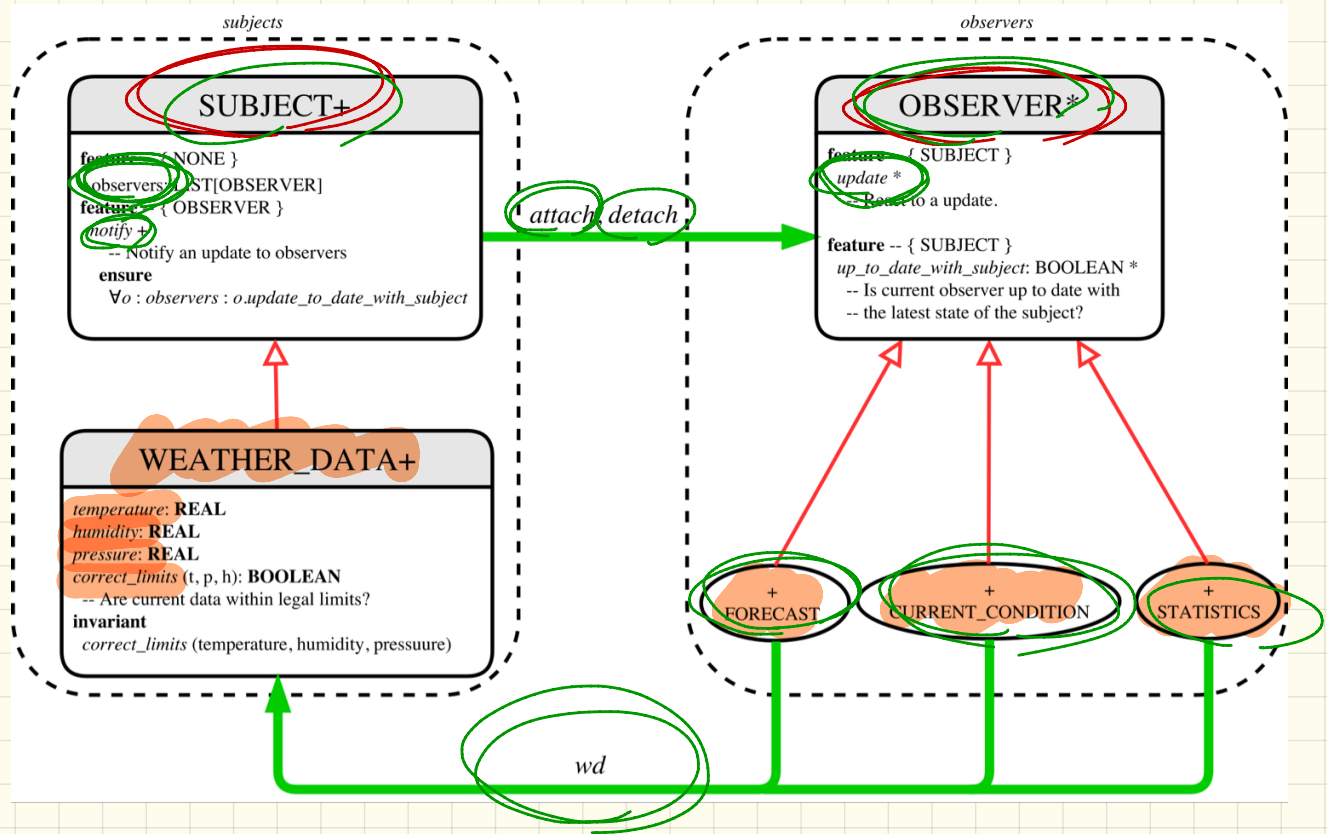 subjects
observers
SUBJECT+
feature -- { NONE }
observers: LIST[OBSERVER]
feature -- { OBSERVER }
notify +
-- Notify an update to observers
ensure
∀o : observers : o.update_to_date_with_subject
attach, detach
OBSERVER*
feature -- { SUBJECT }
update *
-- React to a update.
feature -- { SUBJECT }
up_to_date_with_subject: BOOLEAN *
-- Is current observer up to date with
-- the latest state of the subject?
WEATHER_DATA+
temperature: REAL
humidity: REAL
pressure: REAL
correct_limits (t, p, h): BOOLEAN
-- Are current data within legal limits?
invariant
correct_limits (temperature, humidity, pressuure)
+
FORECAST
+
CURRENT_CONDITION
+
STATISTICS
wd